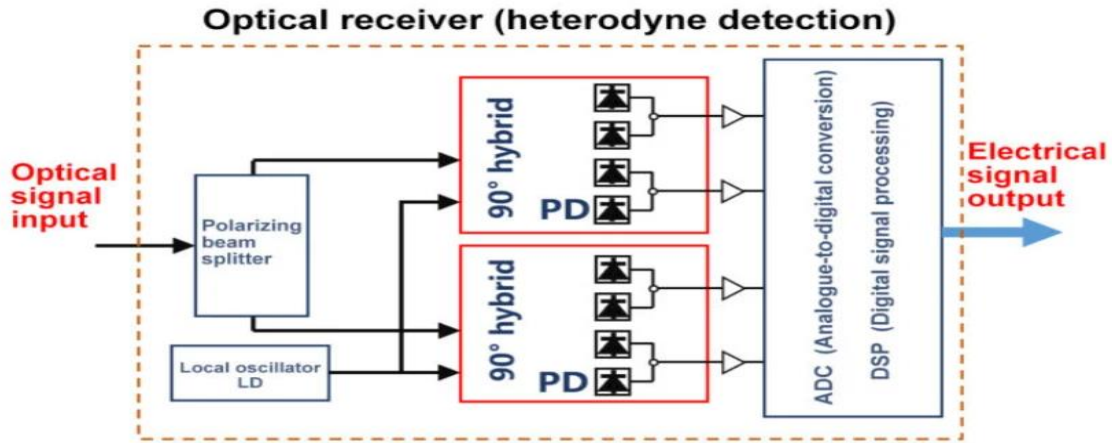 Optical receiver (heterodyne detection)
Optical
signal
input
Polarizing
beam
splitter
Local oscillator
LD
90° hybrid
PD
90° hybrid
PD
ADC (Analogue-to-digital conversion)
DSP (Digital signal processing)
Electrical
signal
output